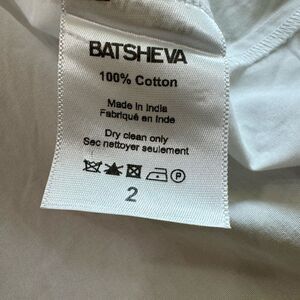 BATSHEVA
100% Cotton
Made in India
Fabriqué en Inde
Dry clean only
Sec nettoyer seulement
P
2